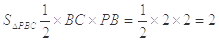 S△PBC 1/2 × BC × PB = 1/2 × 2 × 2 = 2